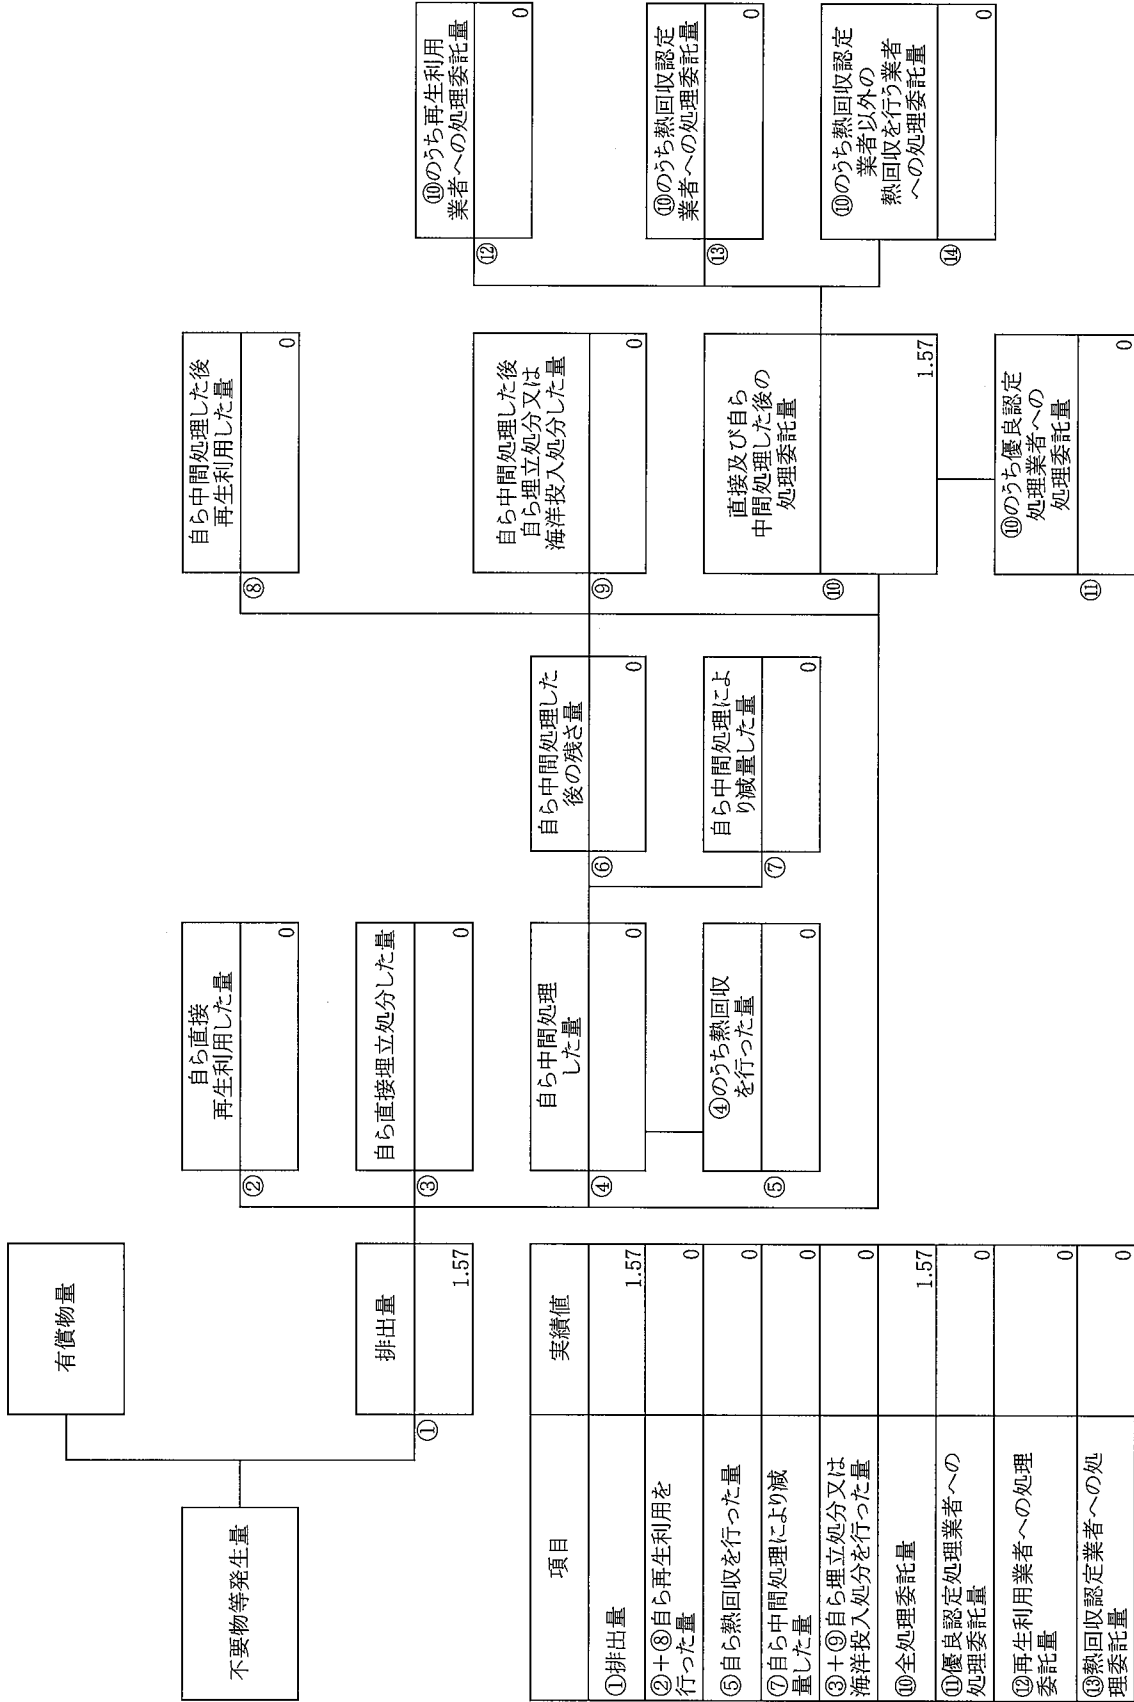 有償物量
不要物等発生量
①
排出量
1.57
②
自ら直接
再生利用した量
0
③
自ら直接埋立処分した量
0
④
自ら中間処理
した量
0
⑤
④のうち熱回収
を行った量
0
⑥
自ら中間処理した
後の残さ量
0
⑦
自ら中間処理によ
り減量した量
0
⑧
自ら中間処理した後
再生利用した量
0
⑨
自ら中間処理した後
自ら埋立処分又は
海洋投入処分した量
0
⑩
直接及び自ら
中間処理した後の
処理委託量
1.57
⑪
⑩のうち優良認定
処理業者への
処理委託量
0
⑫
⑩のうち再生利用
業者への処理委託量
0
⑬
⑩のうち熱回収認定
業者への処理委託量
0
⑭
⑩のうち熱回収認定
業者以外の
熱回収を行う業者
への処理委託量
0
項目 実績値
①排出量 1.57
②+⑧自ら再生利用を
行った量 0
⑤自ら熱回収を行った量 0
⑦自ら中間処理により減
量した量 0
③+⑨自ら埋立処分又は
海洋投入処分を行った量 0
⑩全処理委託量 1.57
⑪優良認定処理業者への
処理委託量 0
⑫再生利用業者への処理
委託量 0
⑬熱回収認定業者への処
理委託量 0